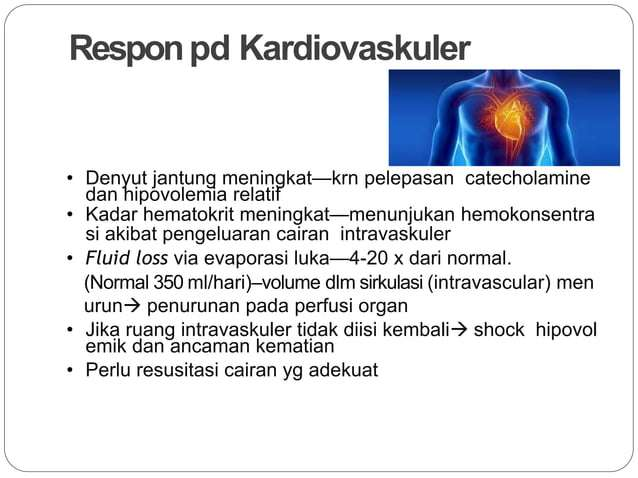 Respon pd Kardiovaskuler
• Denyut jantung meningkat—krn pelepasan catecholamine
dan hipovolemia relatif
• Kadar hematokrit meningkat—menunjukan hemokonsentra
si akibat pengeluaran cairan intravaskuler
• Fluid loss via evaporasi luka—4-20 x dari normal.
(Normal 350 ml/hari)–volume dlm sirkulasi (intravascular) men
urun→ penurunan pada perfusi organ
• Jika ruang intravaskuler tidak diisi kembali→ shock hipovol
emik dan ancaman kematian
• Perlu resusitasi cairan yg adekuat